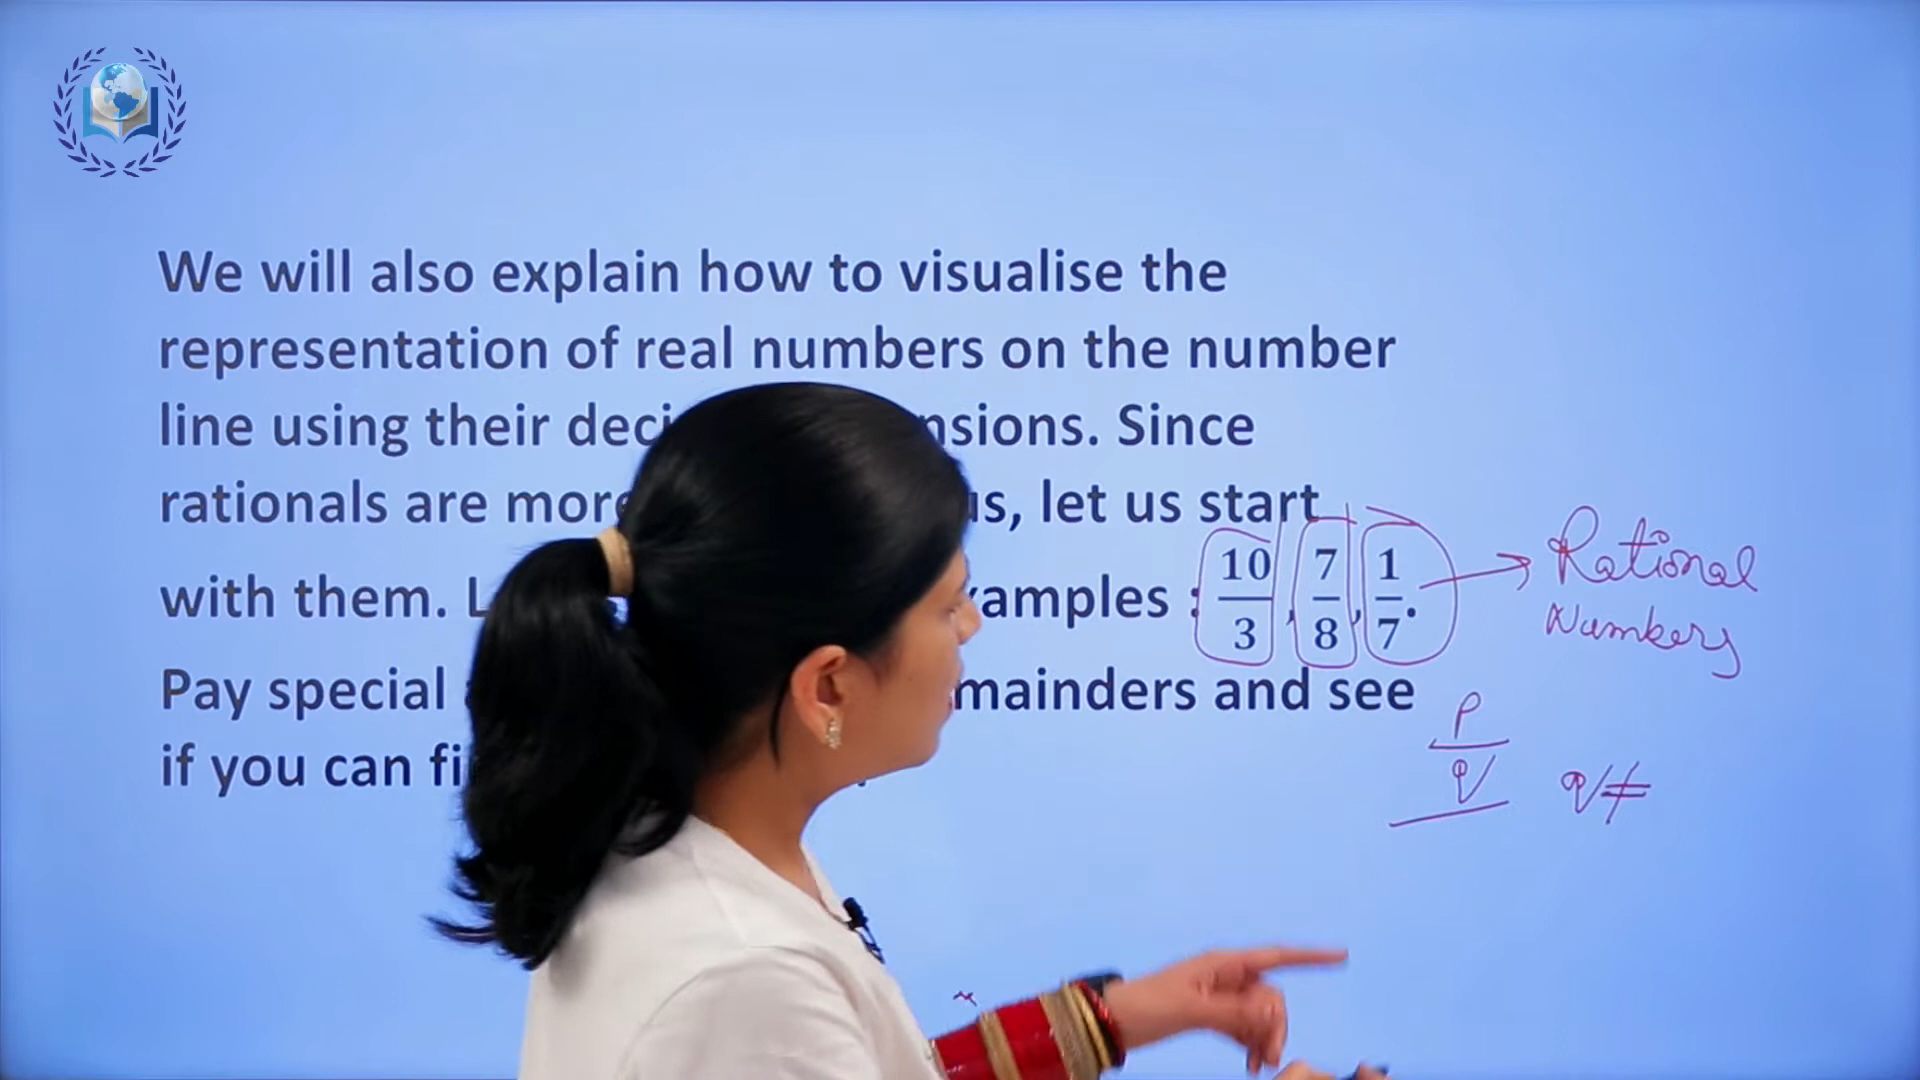 We will also explain how to visualise the
representation of real numbers on the number
line using their deci nsions. Since
rationals are more us, let us start
with them. L xamples : 10/3, 7/8, 1/7.
Pay special mainders and see
if you can fi
Rational
Numbers
p/q q≠